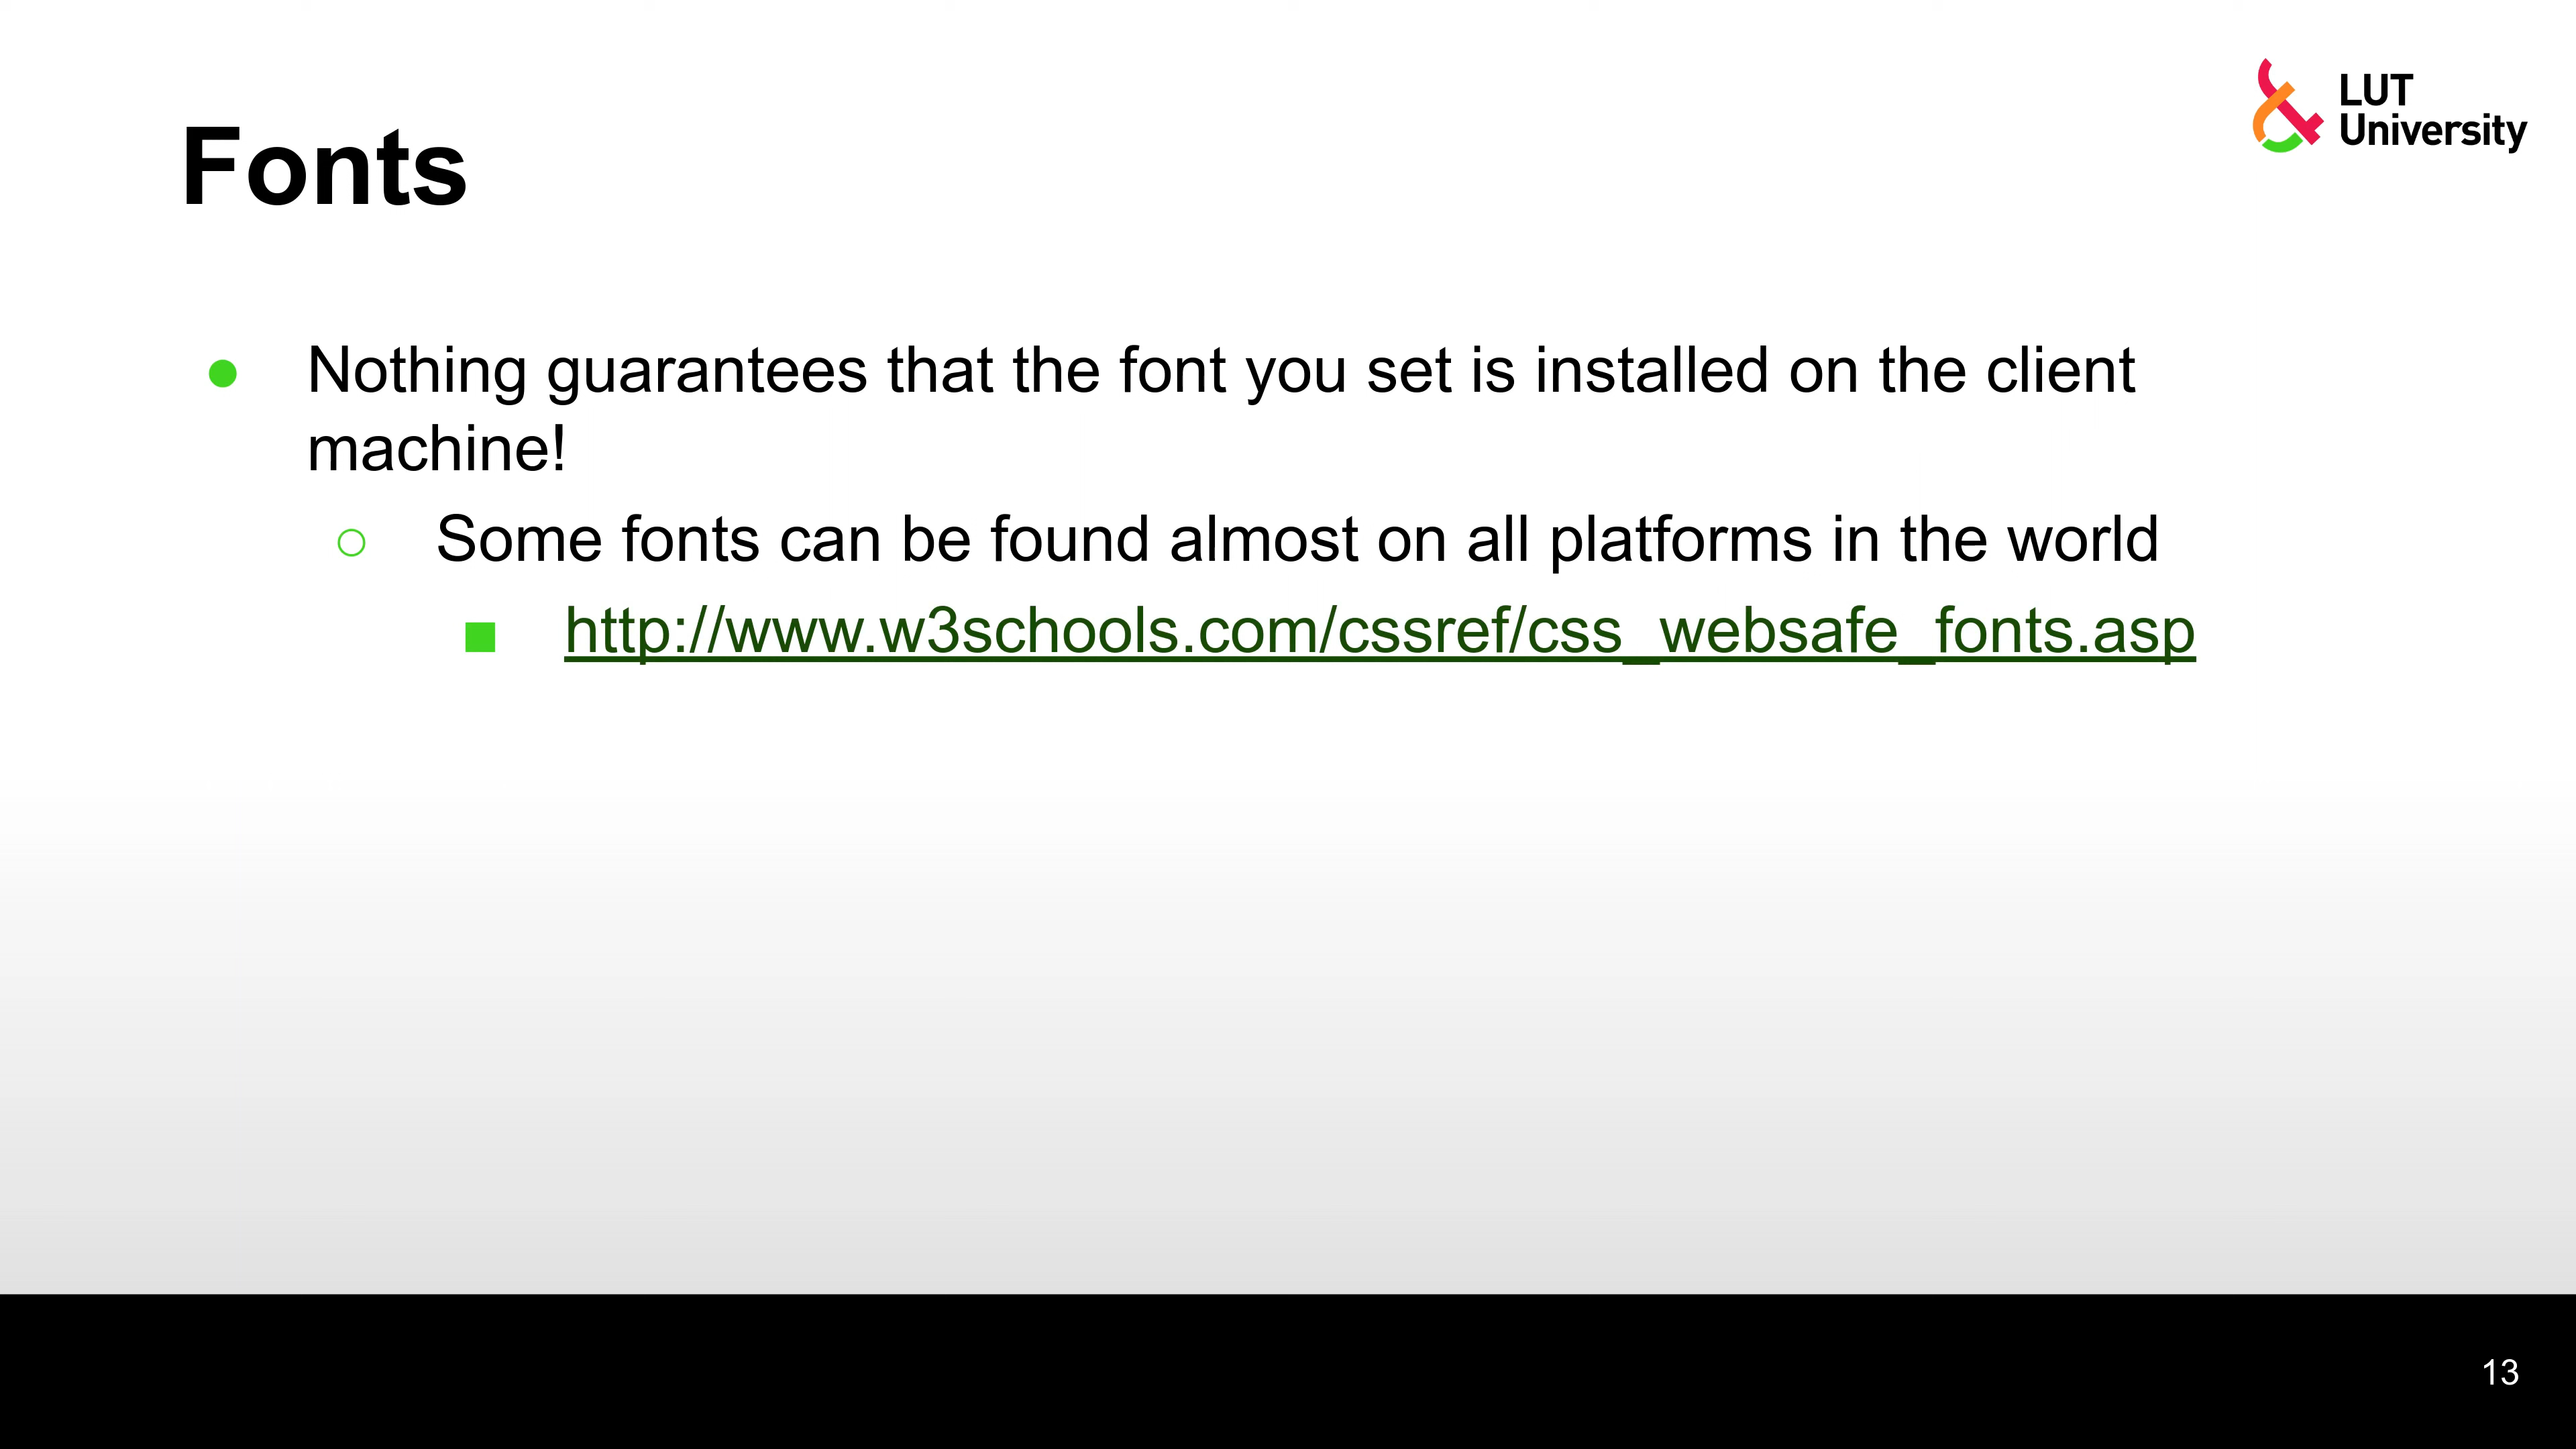 LUT
University
Fonts
Nothing guarantees that the font you set is installed on the client
machine!
Some fonts can be found almost on all platforms in the world
http://www.w3schools.com/cssref/css_websafe_fonts.asp
13